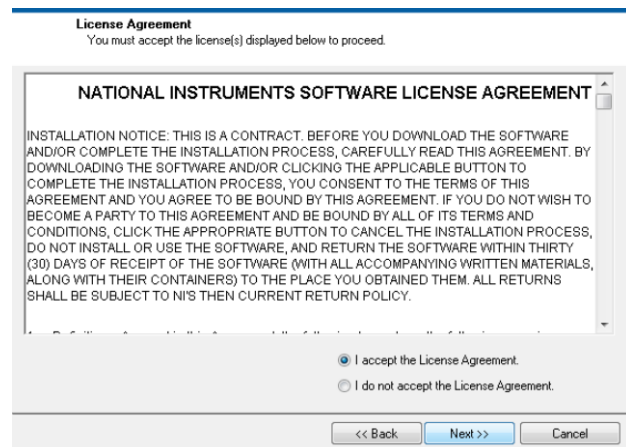 License Agreement
You must accept the license(s) displayed below to proceed.
NATIONAL INSTRUMENTS SOFTWARE LICENSE AGREEMENT
INSTALLATION NOTICE: THIS IS A CONTRACT. BEFORE YOU DOWNLOAD THE SOFTWARE
AND/OR COMPLETE THE INSTALLATION PROCESS, CAREFULLY READ THIS AGREEMENT. BY
DOWNLOADING THE SOFTWARE AND/OR CLICKING THE APPLICABLE BUTTON TO
COMPLETE THE INSTALLATION PROCESS, YOU CONSENT TO THE TERMS OF THIS
AGREEMENT AND YOU AGREE TO BE BOUND BY THIS AGREEMENT. IF YOU DO NOT WISH TO
BECOME A PARTY TO THIS AGREEMENT AND BE BOUND BY ALL OF ITS TERMS AND
CONDITIONS, CLICK THE APPROPRIATE BUTTON TO CANCEL THE INSTALLATION PROCESS,
DO NOT INSTALL OR USE THE SOFTWARE, AND RETURN THE SOFTWARE WITHIN THIRTY
(30) DAYS OF RECEIPT OF THE SOFTWARE (WITH ALL ACCOMPANYING WRITTEN MATERIALS,
ALONG WITH THEIR CONTAINERS) TO THE PLACE YOU OBTAINED THEM. ALL RETURNS
SHALL BE SUBJECT TO NI'S THEN CURRENT RETURN POLICY.
I accept the License Agreement.
I do not accept the License Agreement.
<< Back Next >> Cancel